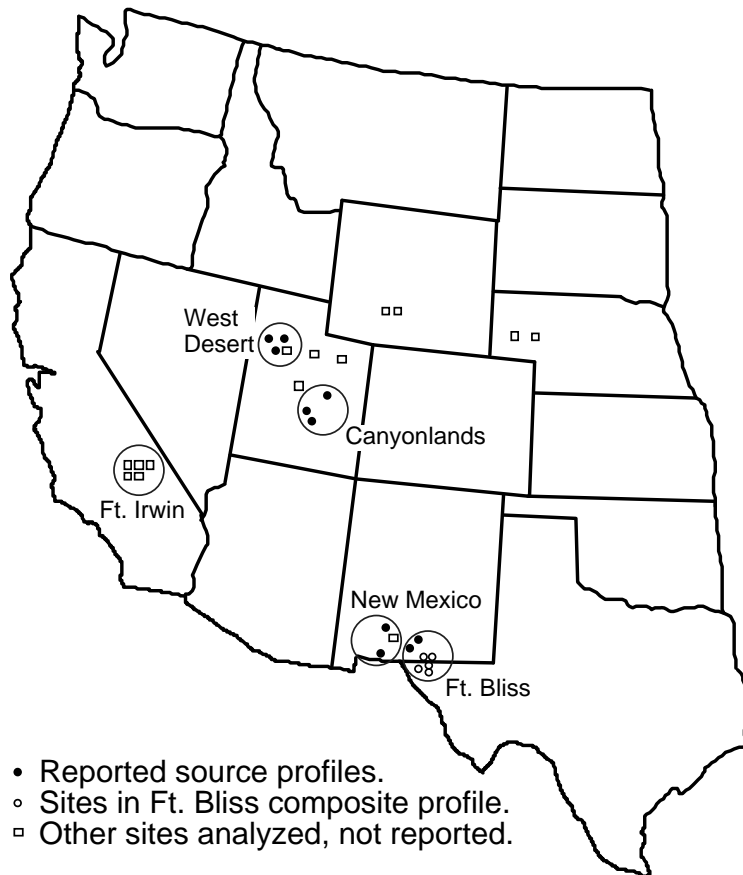 West
Desert
Canyonlands
Ft. Irwin
New Mexico
Ft. Bliss
Reported source profiles.
Sites in Ft. Bliss composite profile.
Other sites analyzed, not reported.